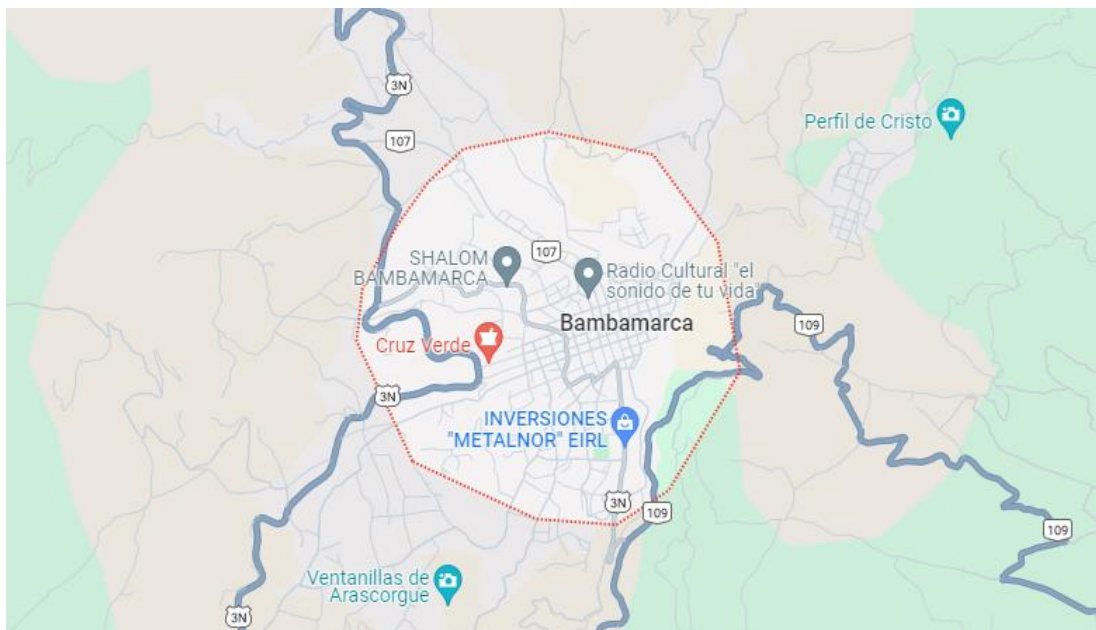 3N
107
Perfil de Cristo
107
SHALOM
BAMBAMARCA
Radio Cultural "el
sonido de tu vida"
Bambamarca
109
Cruz Verde
3N
INVERSIONES
"METALNOR" EIRL
3N
109
109
Ventanillas de
Arascorgue
3N